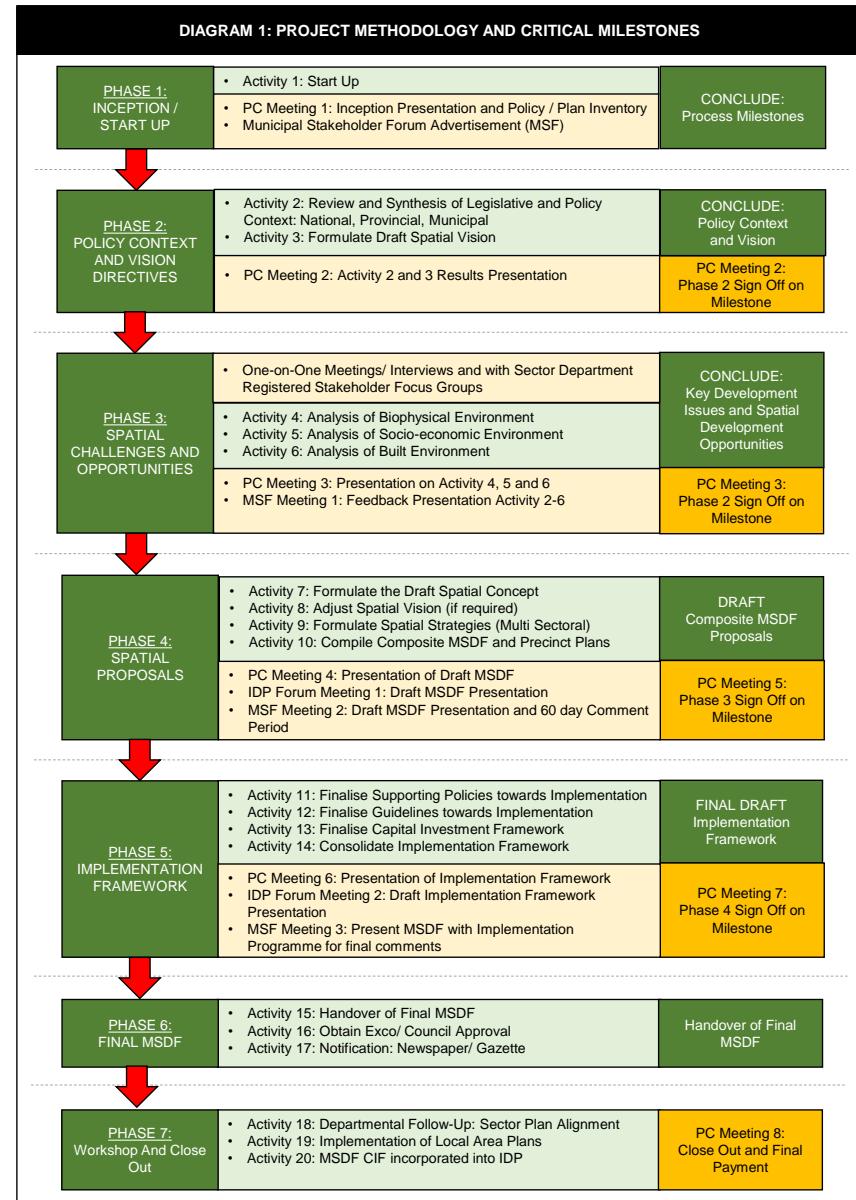 DIAGRAM 1: PROJECT METHODOLOGY AND CRITICAL MILESTONES
PHASE 1:
INCEPTION /
START UP
• Activity 1: Start Up
• PC Meeting 1: Inception Presentation and Policy / Plan Inventory
• Municipal Stakeholder Forum Advertisement (MSF)
CONCLUDE:
Process Milestones
PHASE 2:
POLICY CONTEXT
AND VISION
DIRECTIVES
• Activity 2: Review and Synthesis of Legislative and Policy
Context: National, Provincial, Municipal
• Activity 3: Formulate Draft Spatial Vision
• PC Meeting 2: Activity 2 and 3 Results Presentation
CONCLUDE:
Policy Context
and Vision
PC Meeting 2:
Phase 2 Sign Off on
Milestone
PHASE 3:
SPATIAL
CHALLENGES AND
OPPORTUNITIES
• One-on-One Meetings/ Interviews and with Sector Department
Registered Stakeholder Focus Groups
• Activity 4: Analysis of Biophysical Environment
• Activity 5: Analysis of Socio-economic Environment
• Activity 6: Analysis of Built Environment
• PC Meeting 3: Presentation on Activity 4, 5 and 6
• MSF Meeting 1: Feedback Presentation Activity 2-6
CONCLUDE:
Key Development
Issues and Spatial
Development
Opportunities
PC Meeting 3:
Phase 2 Sign Off on
Milestone
PHASE 4:
SPATIAL
PROPOSALS
• Activity 7: Formulate the Draft Spatial Concept
• Activity 8: Adjust Spatial Vision (if required)
• Activity 9: Formulate Spatial Strategies (Multi Sectoral)
• Activity 10: Compile Composite MSDF and Precinct Plans
• PC Meeting 4: Presentation of Draft MSDF
• IDP Forum Meeting 1: Draft MSDF Presentation
• MSF Meeting 2: Draft MSDF Presentation and 60 day Comment
Period
DRAFT
Composite MSDF
Proposals
PC Meeting 5:
Phase 3 Sign Off on
Milestone
PHASE 5:
IMPLEMENTATION
FRAMEWORK
• Activity 11: Finalise Supporting Policies towards Implementation
• Activity 12: Finalise Guidelines towards Implementation
• Activity 13: Finalise Capital Investment Framework
• Activity 14: Consolidate Implementation Framework
• PC Meeting 6: Presentation of Implementation Framework
• IDP Forum Meeting 2: Draft Implementation Framework
Presentation
• MSF Meeting 3: Present MSDF with Implementation
Programme for final comments
FINAL DRAFT
Implementation
Framework
PC Meeting 7:
Phase 4 Sign Off on
Milestone
PHASE 6:
FINAL MSDF
• Activity 15: Handover of Final MSDF
• Activity 16: Obtain Exco/ Council Approval
• Activity 17: Notification: Newspaper/ Gazette
Handover of Final
MSDF
PHASE 7:
Workshop And Close
Out
• Activity 18: Departmental Follow-Up: Sector Plan Alignment
• Activity 19: Implementation of Local Area Plans
• Activity 20: MSDF CIF incorporated into IDP
PC Meeting 8:
Close Out and Final
Payment